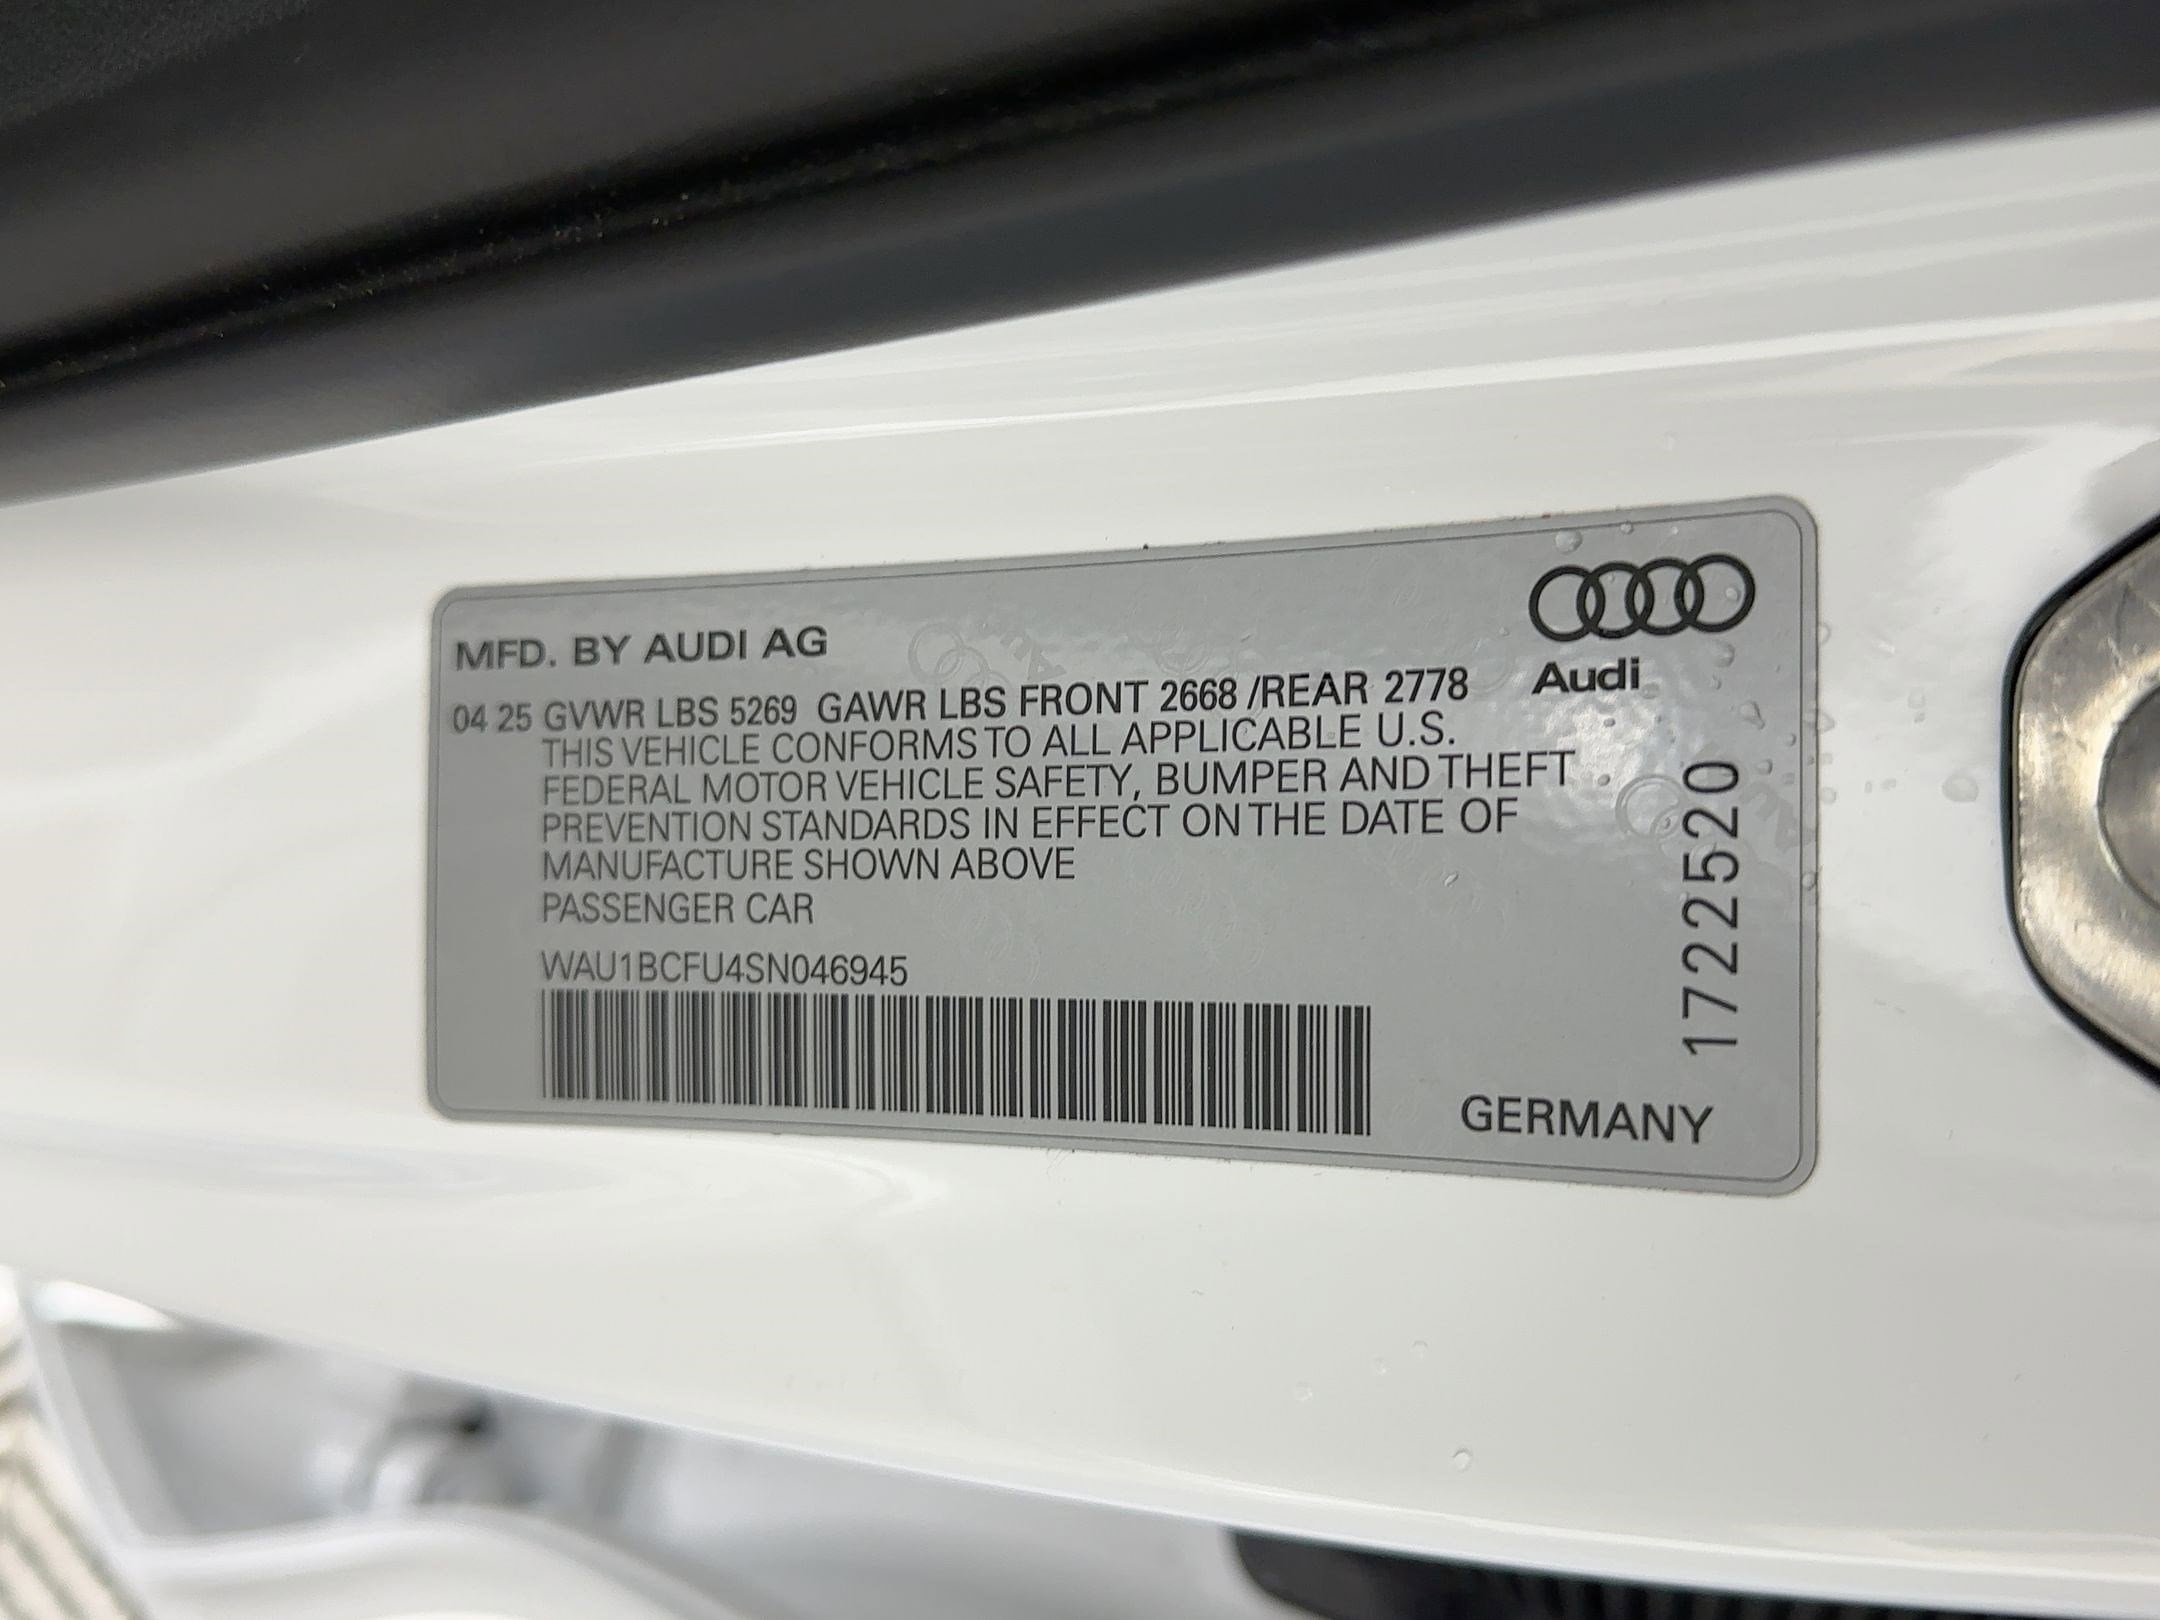 MFD. BY AUDI AG
04 25 GVWR LBS 5269 GAWR LBS FRONT 2668 /REAR 2778
THIS VEHICLE CONFORMS TO ALL APPLICABLE U.S.
FEDERAL MOTOR VEHICLE SAFETY, BUMPER AND THEFT
PREVENTION STANDARDS IN EFFECT ON THE DATE OF
MANUFACTURE SHOWN ABOVE
PASSENGER CAR
WAU1BCFU4SN046945
Audi
1722520
GERMANY